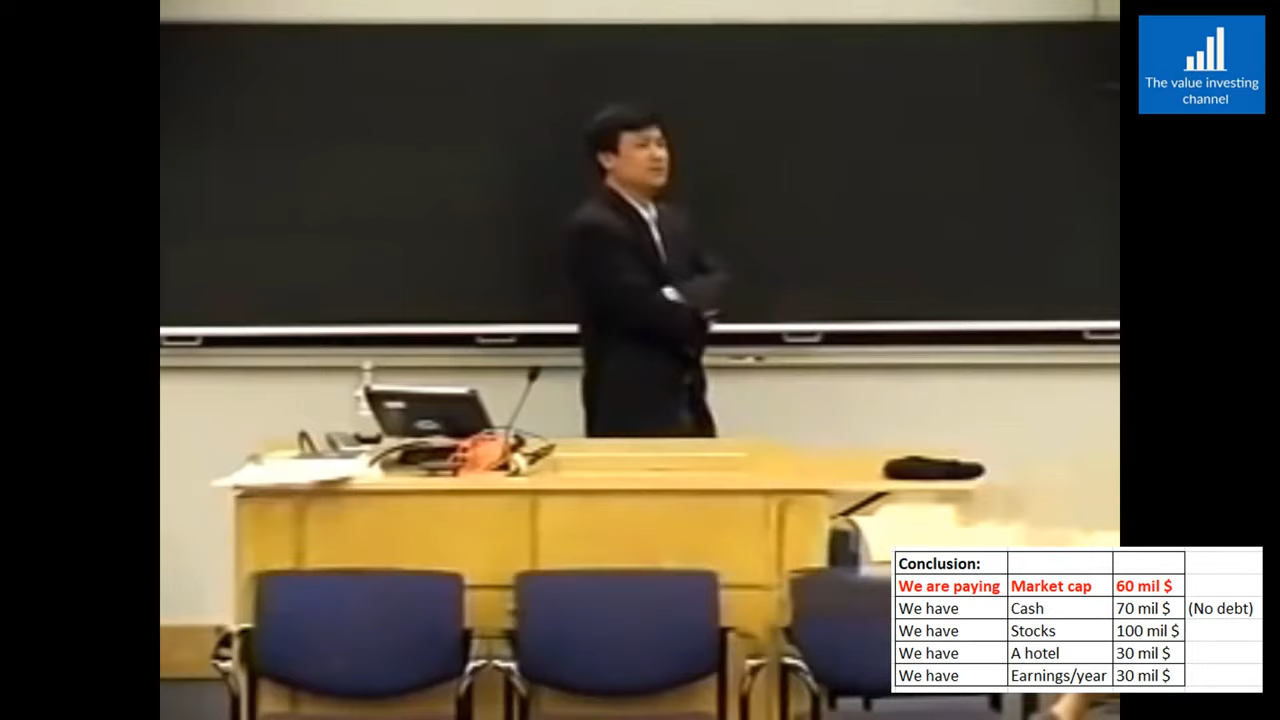 The value investing
channel
Conclusion:
We are paying Market cap 60 mil $
We have Cash 70 mil $ (No debt)
We have Stocks 100 mil $
We have A hotel 30 mil $
We have Earnings/year 30 mil $